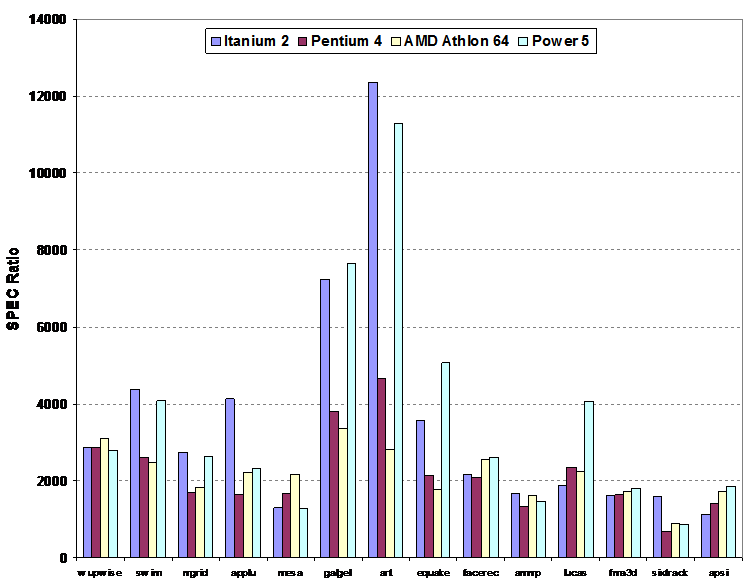 14000
Itanium 2 Pentium 4 AMD Athlon 64 Power 5
12000
10000
8000
SPEC Ratio
6000
4000
2000
0
wupwise swim mgrid applu mesa galgel art equake facerec ammp lucas fma3d sixtrack apsi